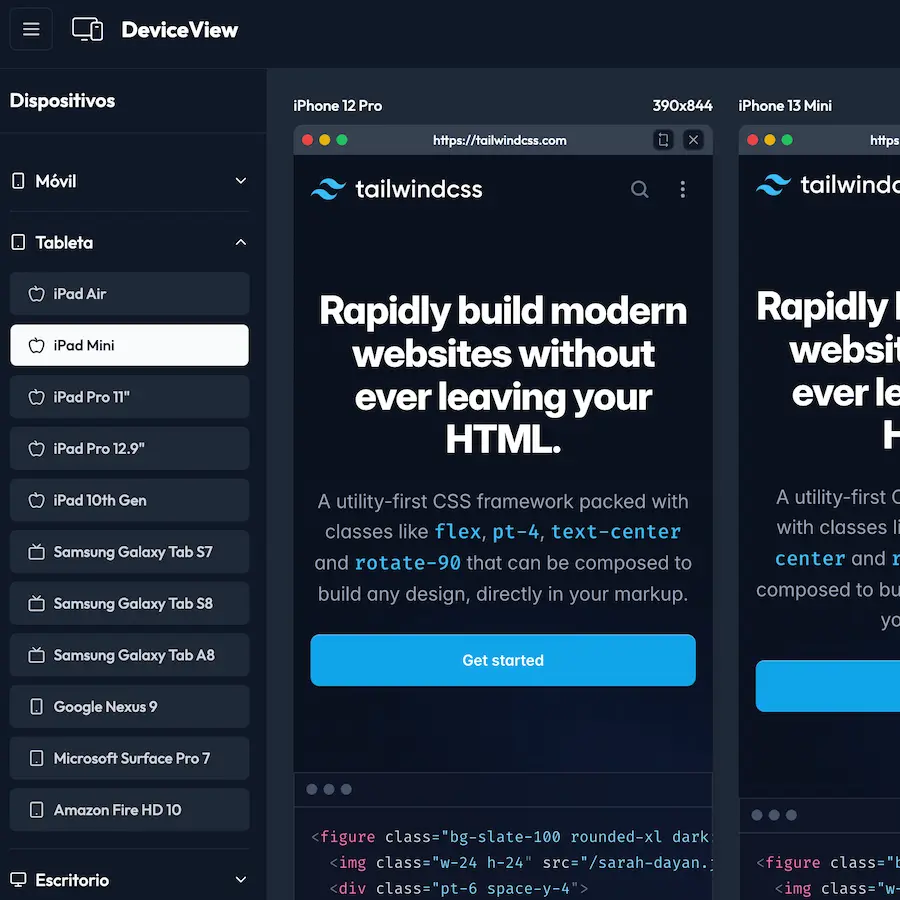 DeviceView
Dispositivos
Móvil
Tableta
iPad Air
iPad Mini
iPad Pro 11"
iPad Pro 12.9"
iPad 10th Gen
Samsung Galaxy Tab S7
Samsung Galaxy Tab S8
Samsung Galaxy Tab A8
Google Nexus 9
Microsoft Surface Pro 7
Amazon Fire HD 10
Escritorio
iPhone 12 Pro 390x844
https://tailwindcss.com
tailwindcss
Rapidly build modern
websites without
ever leaving your
HTML.
A utility-first CSS framework packed with
classes like flex, pt-4, text-center
and rotate-90 that can be composed to
build any design, directly in your markup.
Get started
<figure class="bg-slate-100 rounded-xl dark:
<img class="w-24 h-24" src="/sarah-dayan.j
<div class="pt-6 space-y-4">
iPhone 13 Mini
https
tailwindc
Rapidly
websit
ever le
H
A utility-first C
with classes li
center and r
composed to bu
yo
<figure class="b
<img class="w-